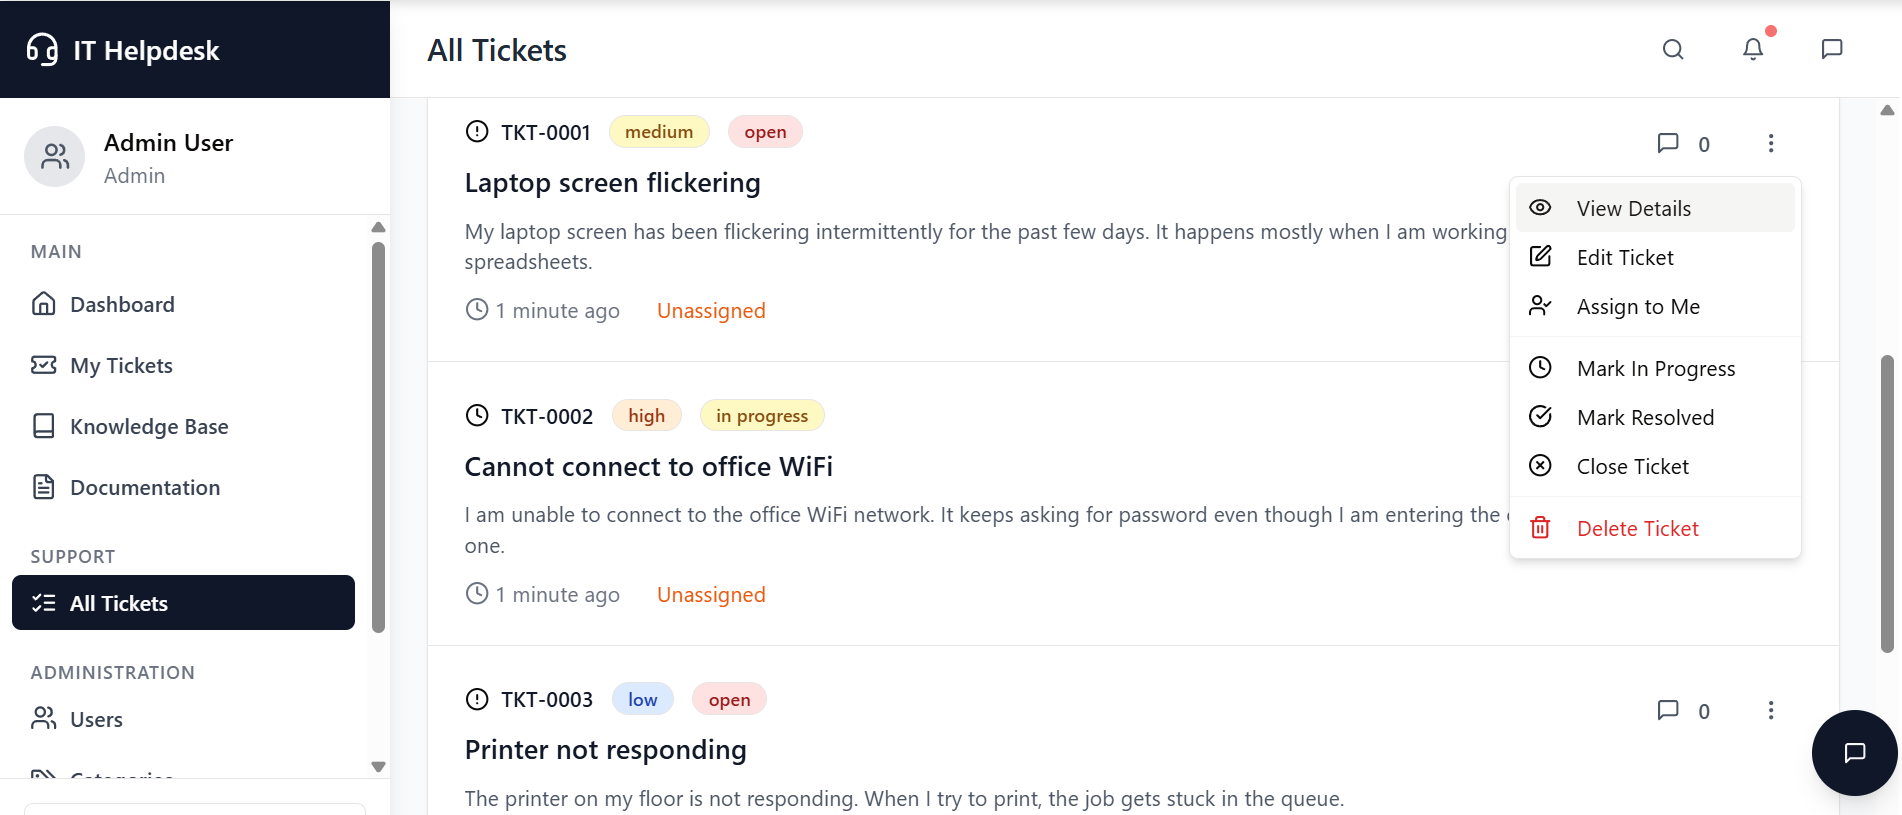 IT Helpdesk
All Tickets
Admin User
Admin
MAIN
Dashboard
My Tickets
Knowledge Base
Documentation
SUPPORT
All Tickets
ADMINISTRATION
Users
Categories
TKT-0001 medium open
0
Laptop screen flickering
My laptop screen has been flickering intermittently for the past few days. It happens mostly when I am working
spreadsheets.
1 minute ago Unassigned
View Details
Edit Ticket
Assign to Me
Mark In Progress
Mark Resolved
Close Ticket
Delete Ticket
TKT-0002 high in progress
Cannot connect to office WiFi
I am unable to connect to the office WiFi network. It keeps asking for password even though I am entering the
one.
1 minute ago Unassigned
TKT-0003 low open
0
Printer not responding
The printer on my floor is not responding. When I try to print, the job gets stuck in the queue.